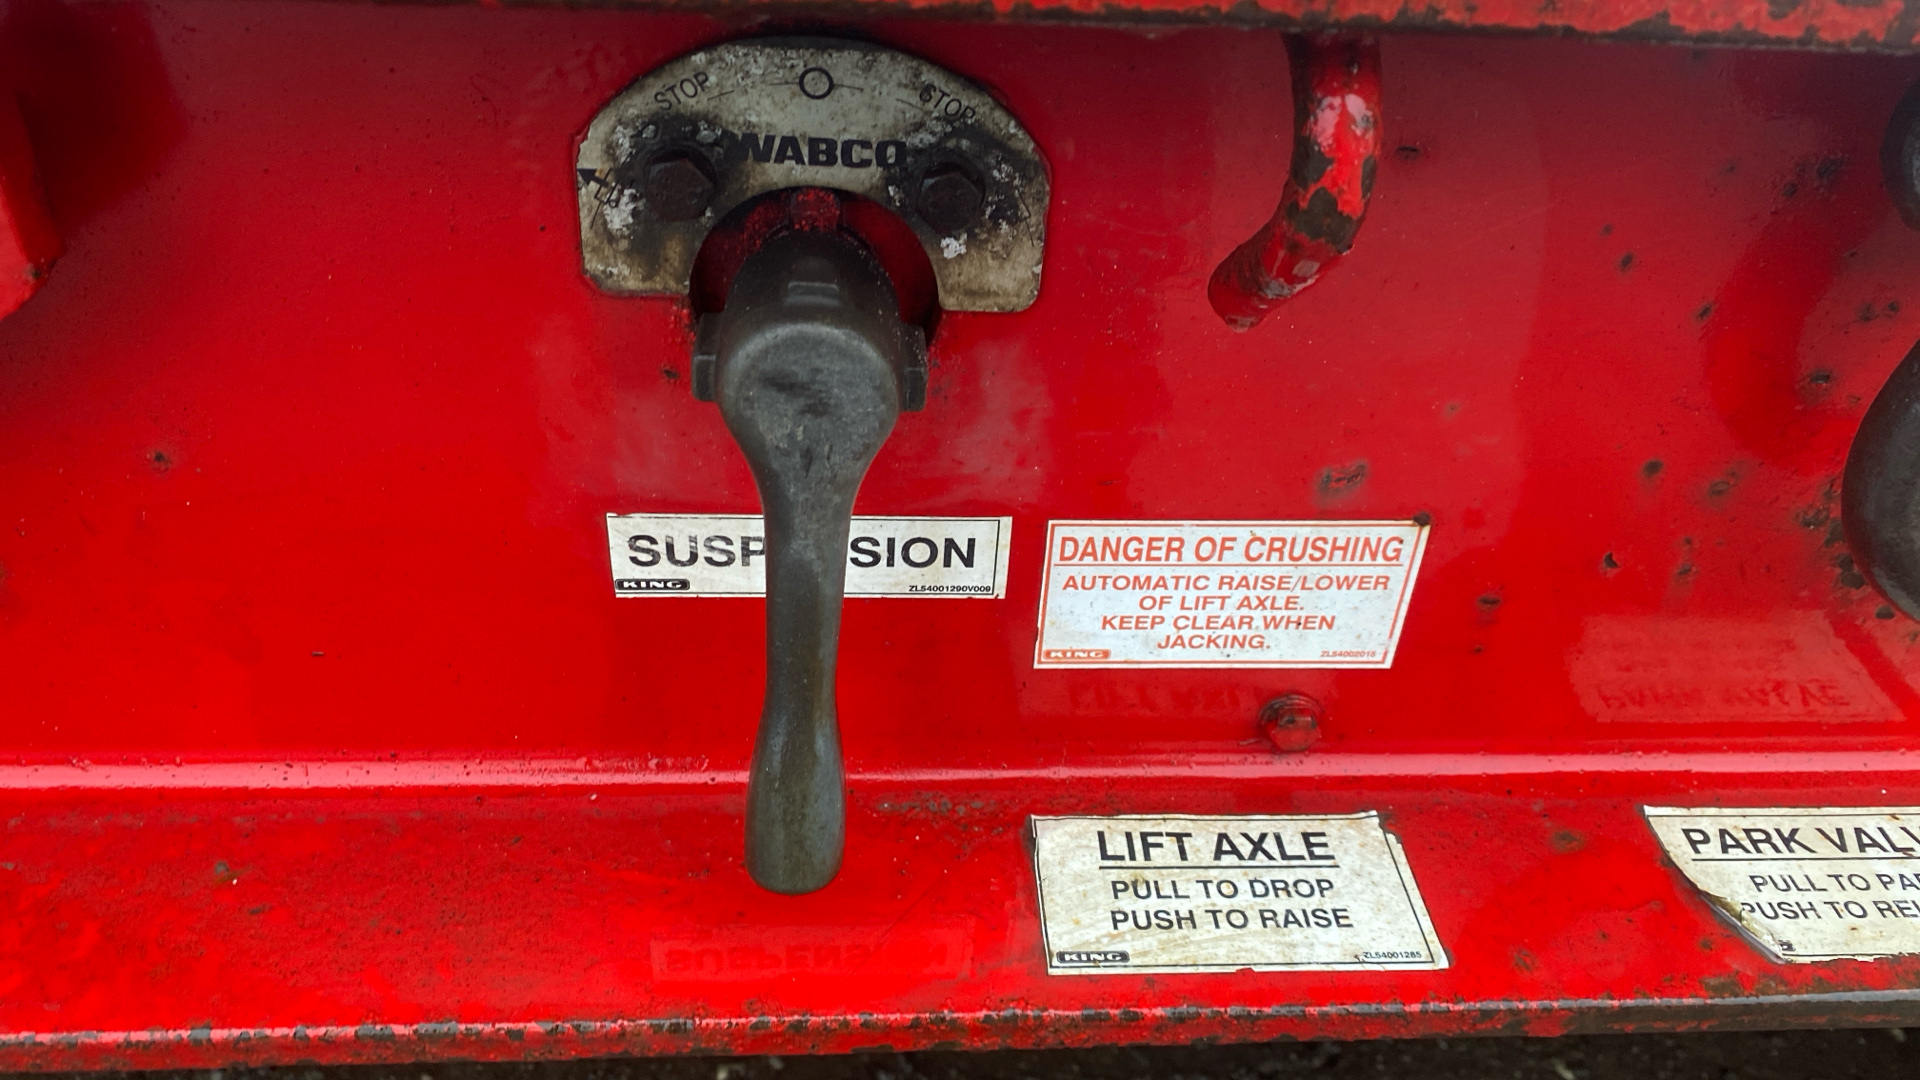 STOP O STOP
WABCO
SUSP SION
KING ZL54001290V009
DANGER OF CRUSHING
AUTOMATIC RAISE/LOWER
OF LIFT AXLE.
KEEP CLEAR WHEN
JACKING.
KING ZL54002015
LIFT AXLE
PULL TO DROP
PUSH TO RAISE
KING ZL54001285
PARK VALV
PULL TO PA
PUSH TO REL